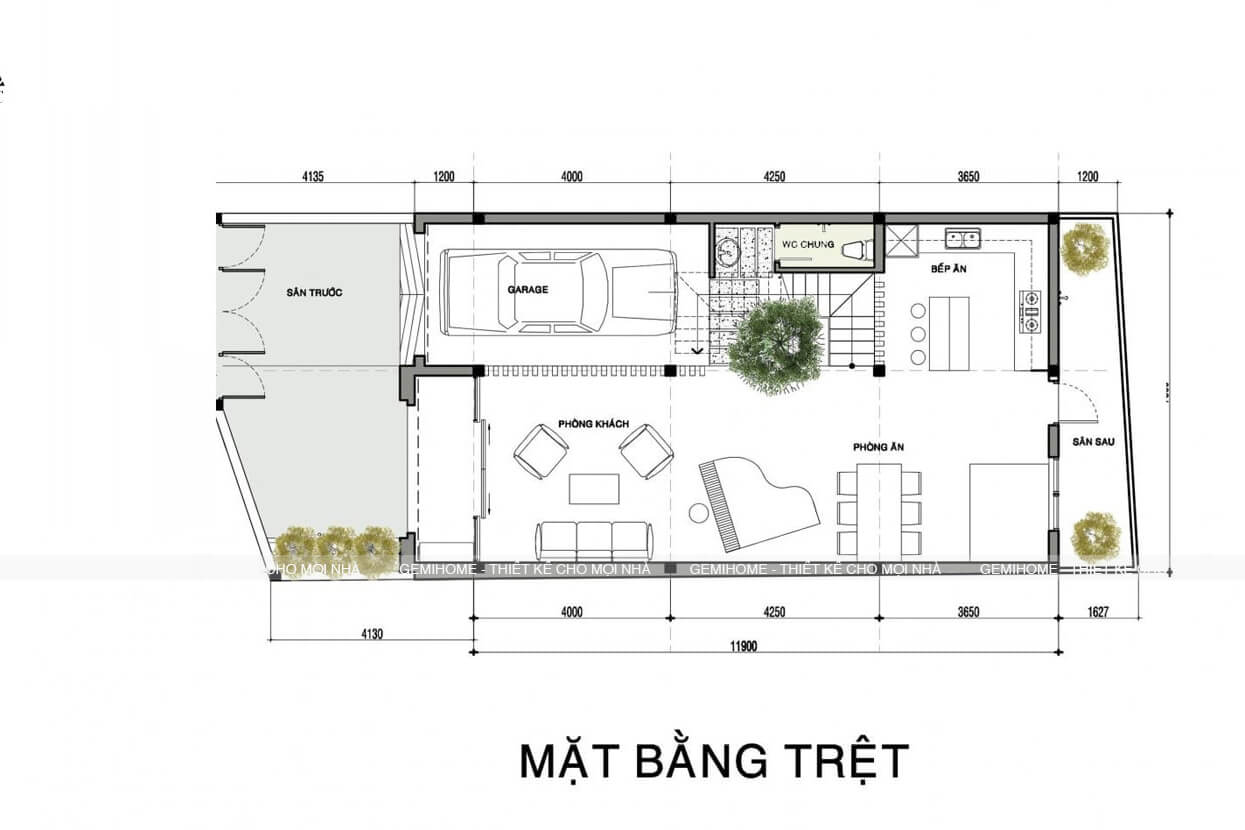 4135
1200
4000
4250
3650
1200
WC CHUNG
BẾP ĂN
SÂN TRƯỚC
GARAGE
PHÒNG KHÁCH
PHÒNG ĂN
SÂN SAU
CHO MỌI NHÀ
GEMIHOME - THIẾT KẾ CHO MỌI NHÀ
GEMIHOME - THIẾT KẾ CHO MỌI NHÀ
GEMIHOME - THIẾT KẾ CHO
4000
4250
3650
1627
4130
11900
MẶT BẰNG TRỆT